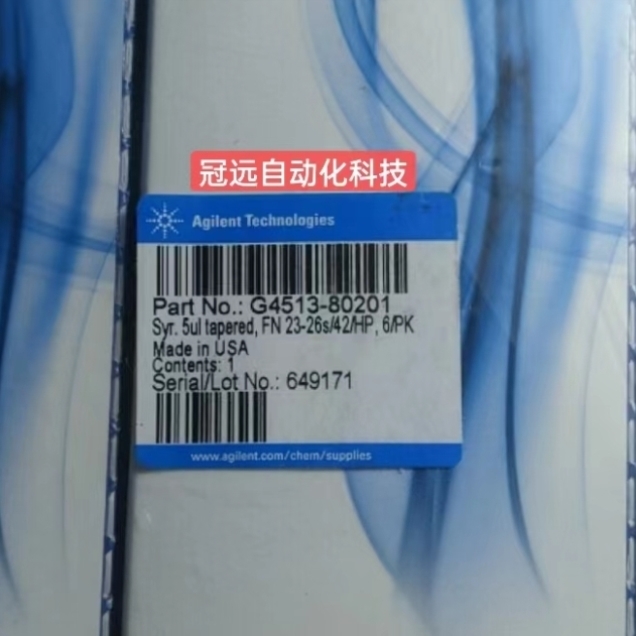 冠远自动化科技
Agilent Technologies
Part No.: G4513-80201
Syr. 5ul tapered, FN 23-26s/42/HP, 6/PK
Made in USA
Contents: 1
Serial/Lot No.: 649171
www.agilent.com/chem/supplies